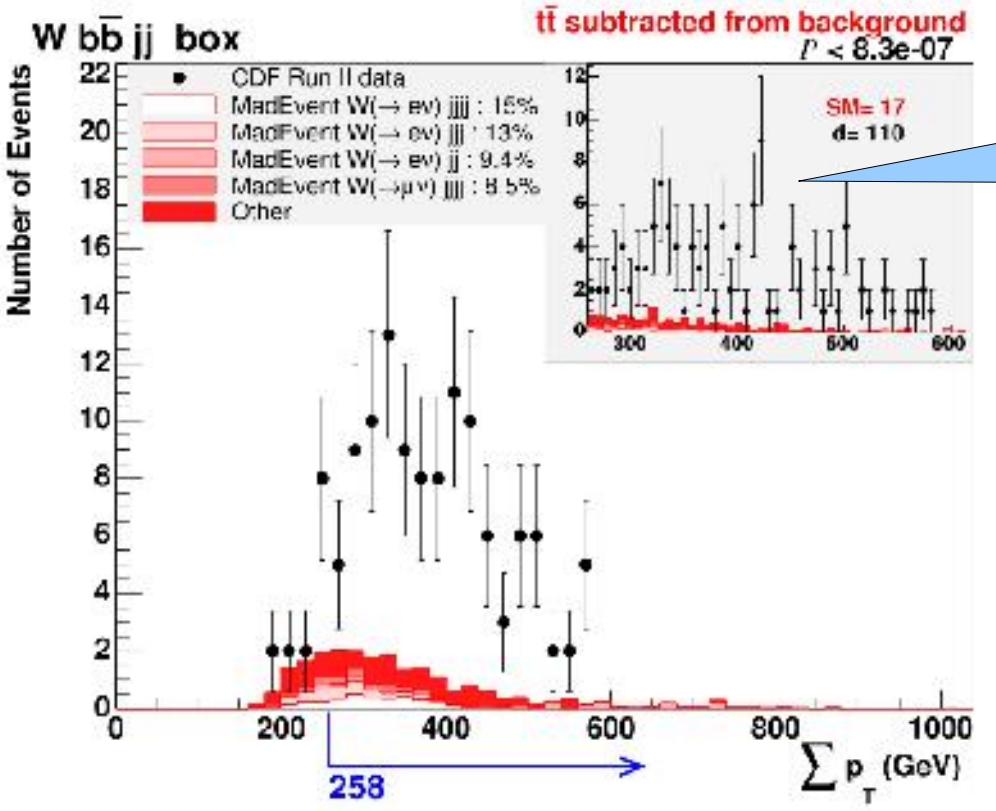 tt̄ subtracted from background
W bb̄ jj box
P < 8.3e-07
Number of Events
22
20
18
16
14
12
10
8
6
4
2
0
CDF Run II data
MadEvent W(→ eν) jjjj : 15%
MadEvent W(→ eν) jjj : 13%
MadEvent W(→ eν) jj : 9.4%
MadEvent W(→μν) jjjj : 8.5%
Other
12
10
8
6
4
2
0
SM= 17
d= 110
300 400 500 600
0 200 400 600 800 1000
258
∑ p_T (GeV)